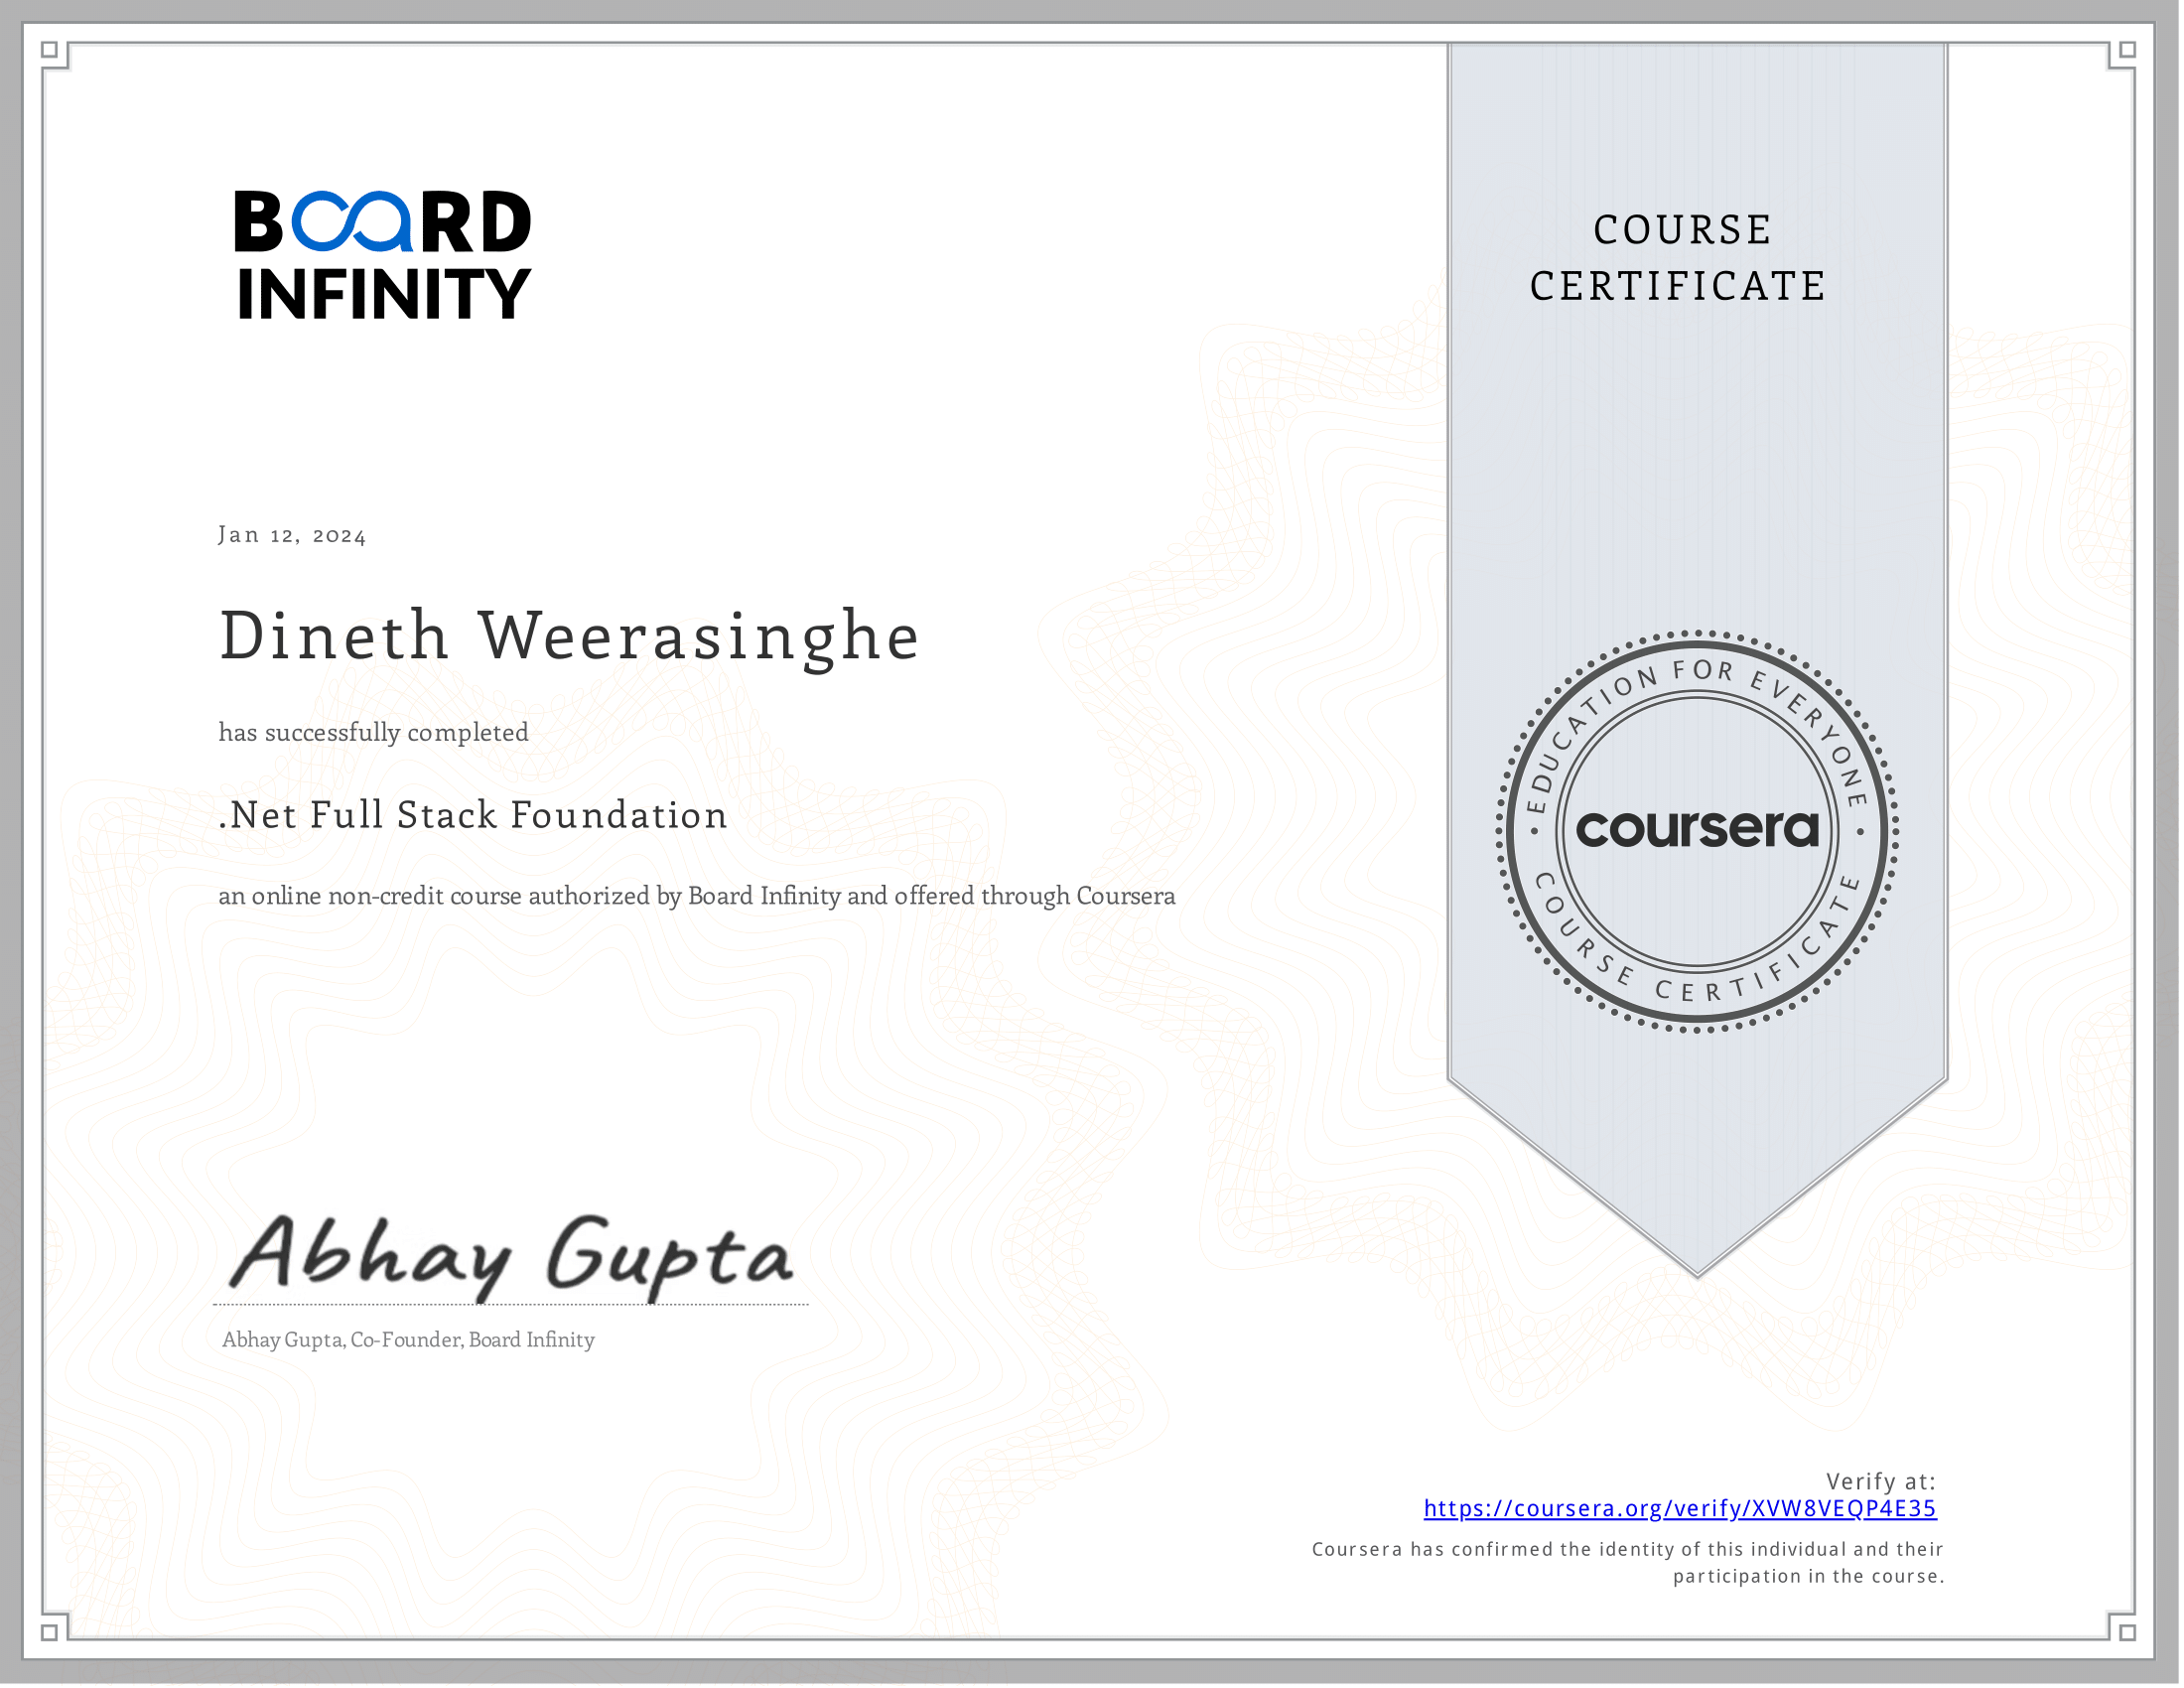 BOARD
INFINITY
COURSE
CERTIFICATE
Jan 12, 2024
Dineth Weerasinghe
has successfully completed
.Net Full Stack Foundation
an online non-credit course authorized by Board Infinity and offered through Coursera
EDUCATION FOR EVERYONE
coursera
COURSE CERTIFICATE
Abhay Gupta
Abhay Gupta, Co-Founder, Board Infinity
Verify at:
https://coursera.org/verify/XVW8VEQP4E35
Coursera has confirmed the identity of this individual and their
participation in the course.